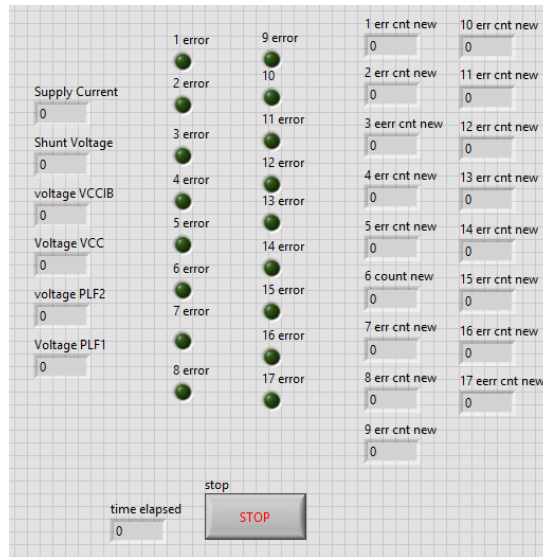 Supply Current
0
Shunt Voltage
0
voltage VCCIB
0
Voltage VCC
0
voltage PLF2
0
Voltage PLF1
0
1 error
2 error
3 error
4 error
5 error
6 error
7 error
8 error
9 error
10
11 error
12 error
13 error
14 error
15 error
16 error
17 error
1 err cnt new
0
2 err cnt new
0
3 eerr cnt new
0
4 err cnt new
0
5 err cnt new
0
6 count new
0
7 err cnt new
0
8 err cnt new
0
9 err cnt new
0
10 err cnt new
0
11 err cnt new
0
12 err cnt new
0
13 err cnt new
0
14 err cnt new
0
15 err cnt new
0
16 err cnt new
0
17 eerr cnt new
0
time elapsed
0
stop
STOP